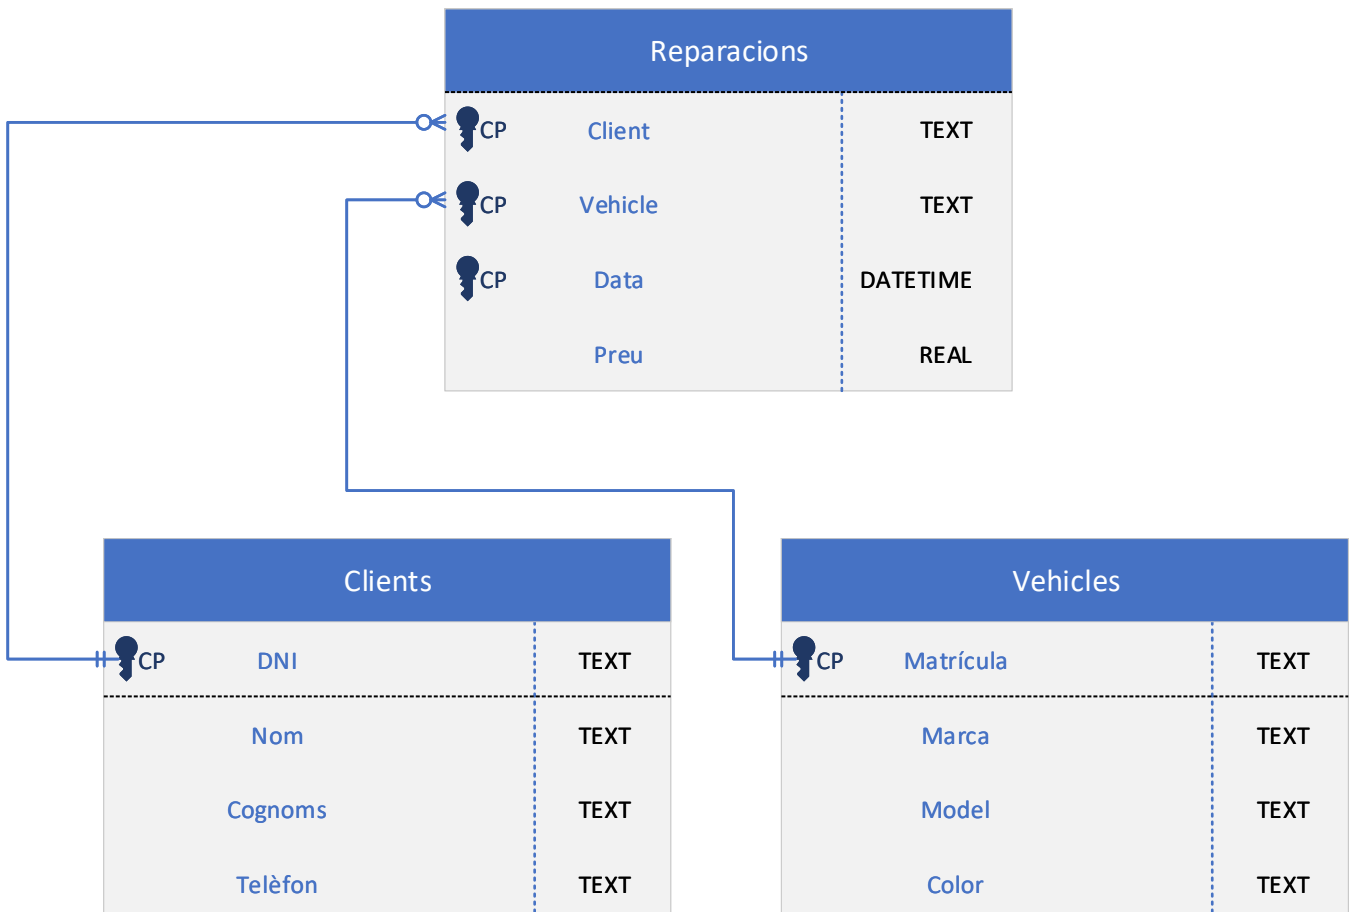 Reparacions
CP Client TEXT
CP Vehicle TEXT
CP Data DATETIME
Preu REAL
Clients
CP DNI TEXT
Nom TEXT
Cognoms TEXT
Telèfon TEXT
Vehicles
CP Matrícula TEXT
Marca TEXT
Model TEXT
Color TEXT